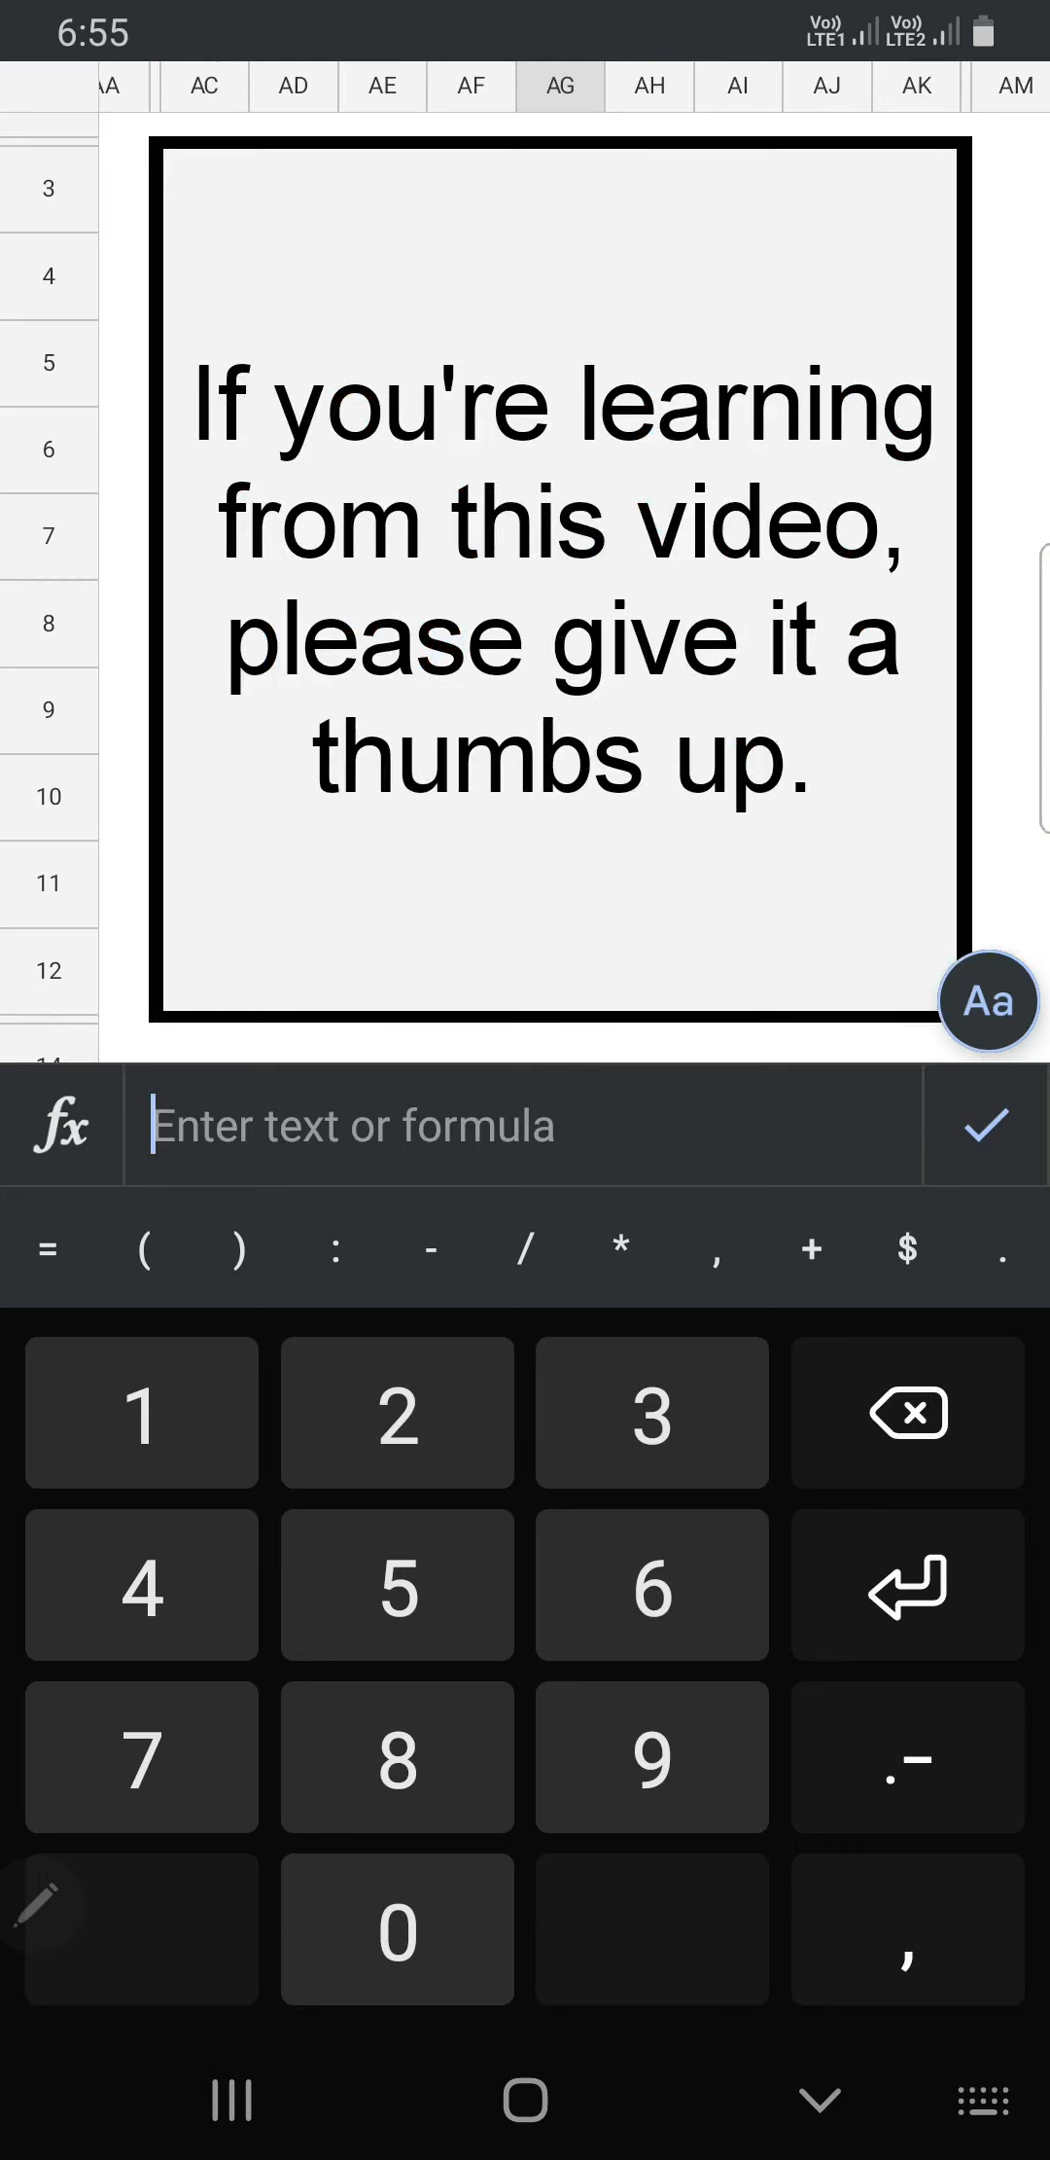 6:55
Vo)) LTE1 Vo)) LTE2
AA AC AD AE AF AG AH AI AJ AK AM
3
4
5
6
7
8
9
10
11
12
14
If you're learning
from this video,
please give it a
thumbs up.
Aa
fx Enter text or formula
= ( ) : - / * , + $ .
1 2 3
4 5 6
7 8 9 .-
0 ,